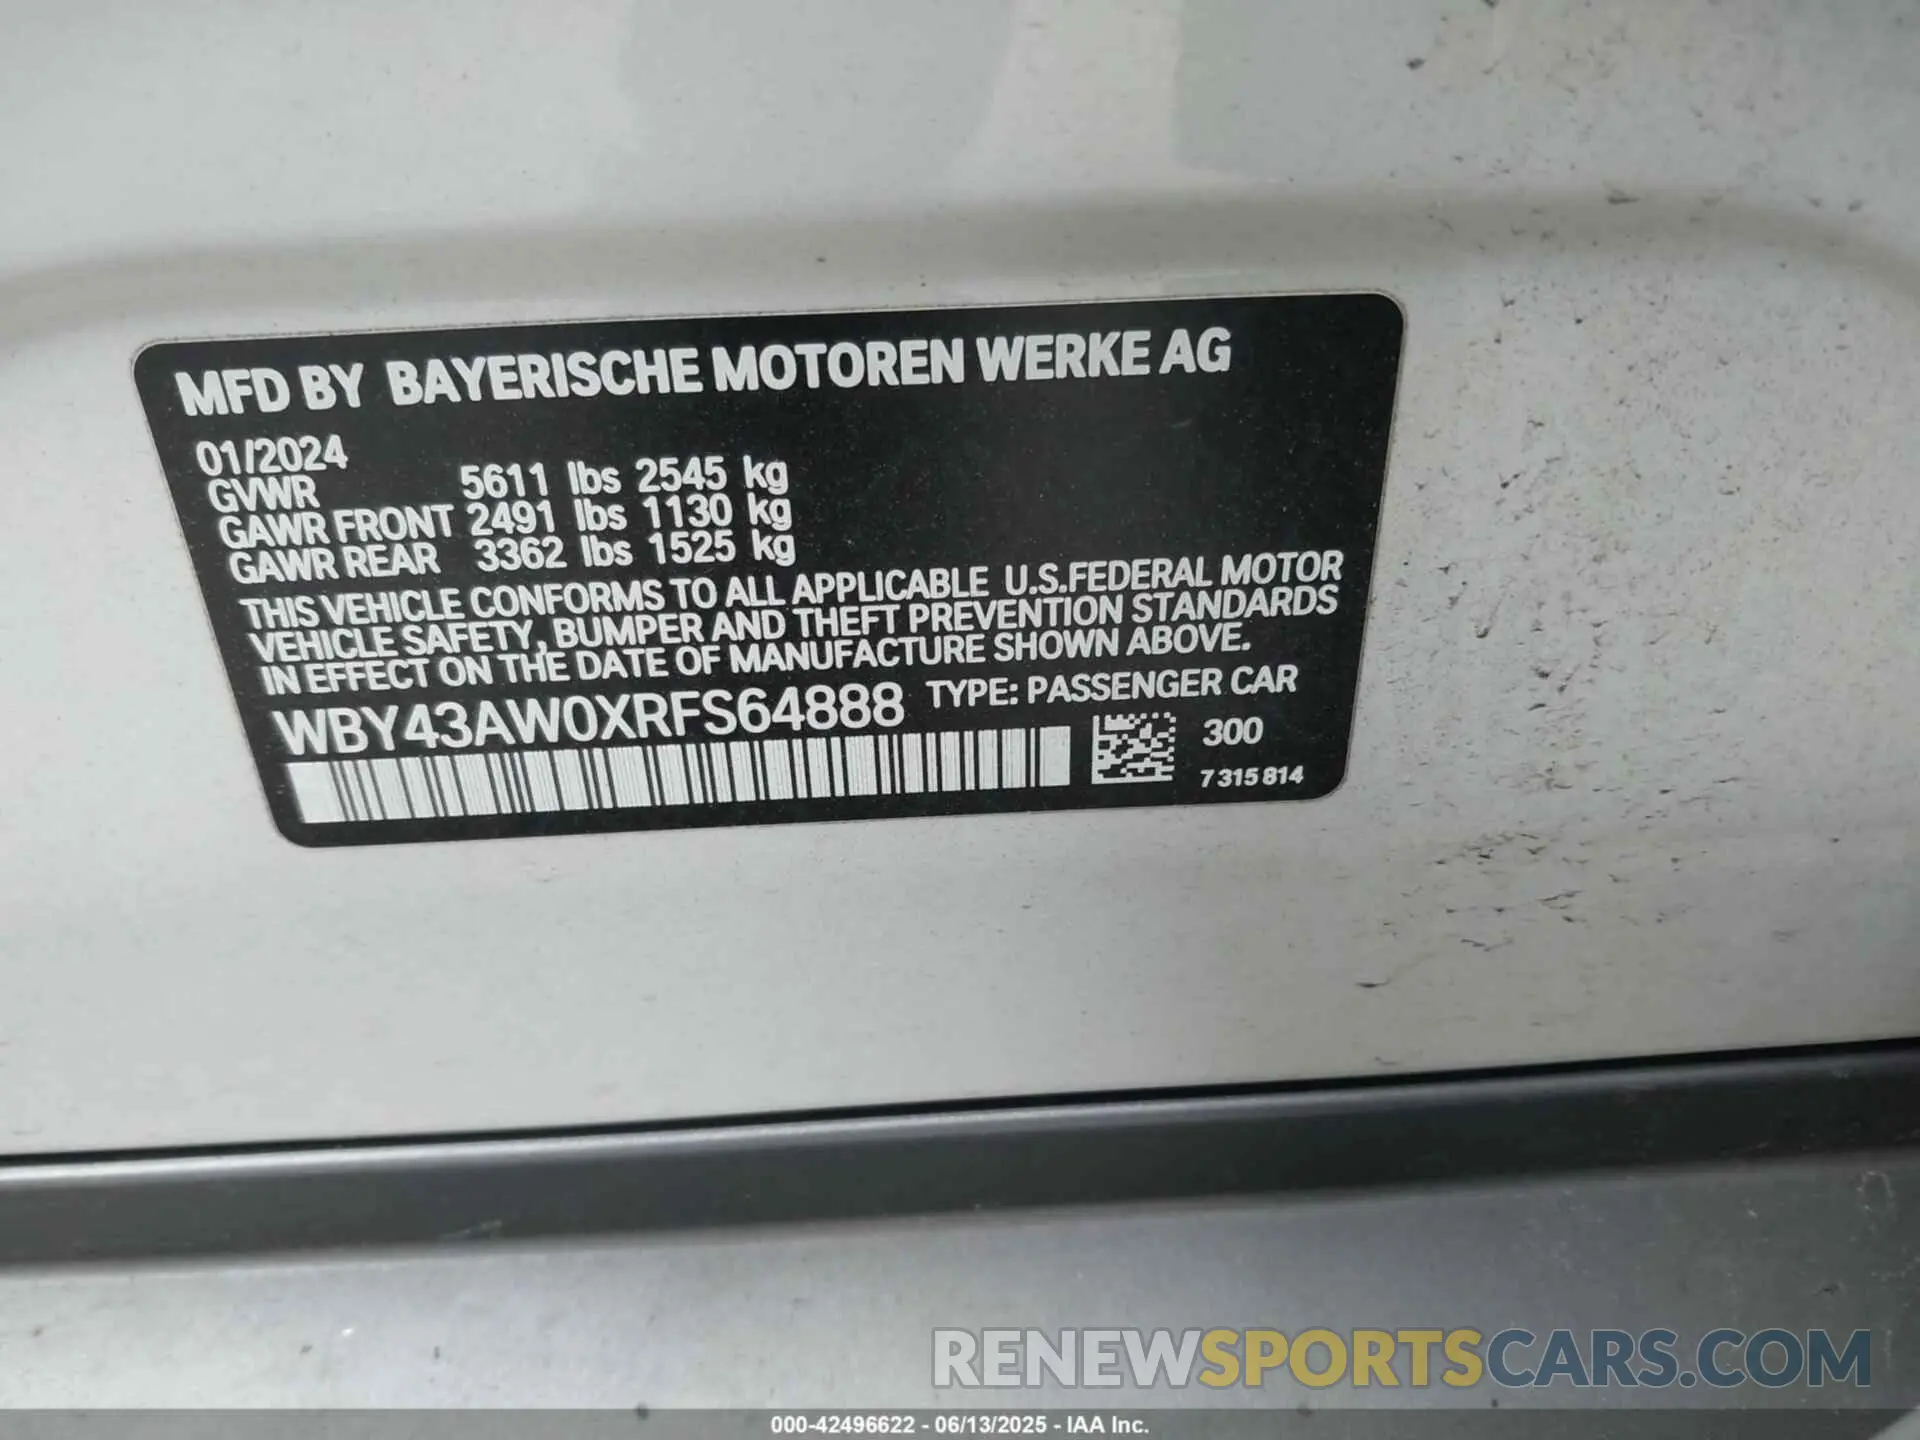 MFD BY BAYERISCHE MOTOREN WERKE AG
01/2024
GVWR 5611 lbs 2545 kg
GAWR FRONT 2491 lbs 1130 kg
GAWR REAR 3362 lbs 1525 kg
THIS VEHICLE CONFORMS TO ALL APPLICABLE U.S.FEDERAL MOTOR
VEHICLE SAFETY, BUMPER AND THEFT PREVENTION STANDARDS
IN EFFECT ON THE DATE OF MANUFACTURE SHOWN ABOVE.
WBY43AW0XRFS64888 TYPE: PASSENGER CAR
300
7315814
RENEWSPORTSCARS.COM
000-42496622 - 06/13/2025 - IAA Inc.